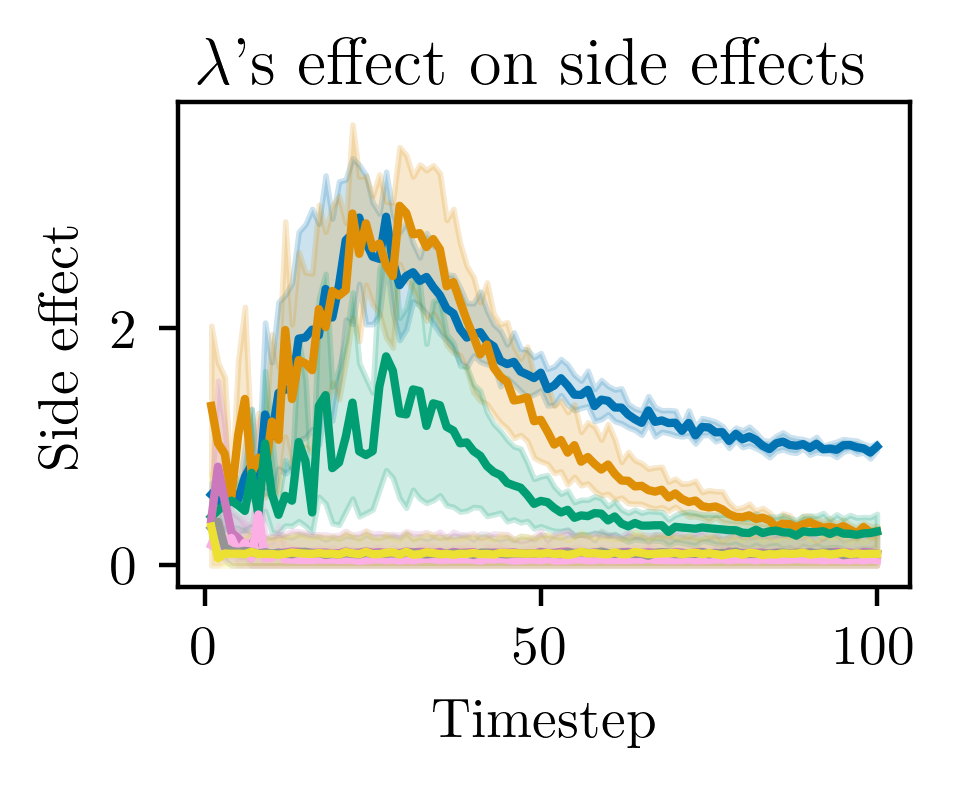 λ's effect on side effects
Side effect
2
0
0 50 100
Timestep